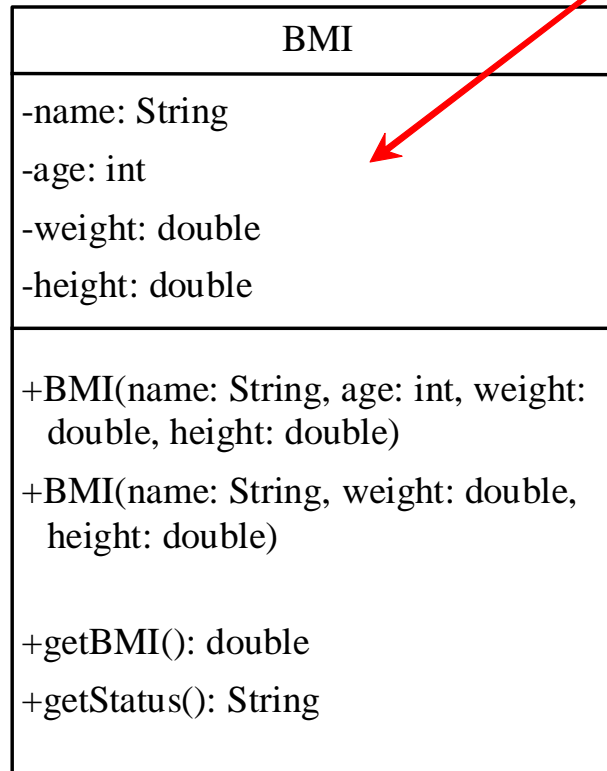 BMI
-name: String
-age: int
-weight: double
-height: double
+BMI(name: String, age: int, weight:
double, height: double)
+BMI(name: String, weight: double,
height: double)
+getBMI(): double
+getStatus(): String